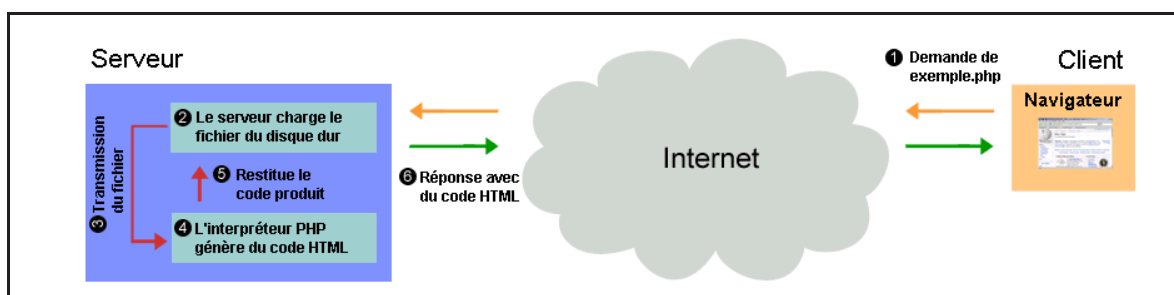 Serveur
❶ Demande de
exemple.php
Client
Navigateur
❷ Le serveur charge le
fichier du disque dur
❸ Transmission
du fichier
❺ Restitue le
code produit
❹ L'interpréteur PHP
génère du code HTML
❻ Réponse avec
du code HTML
Internet